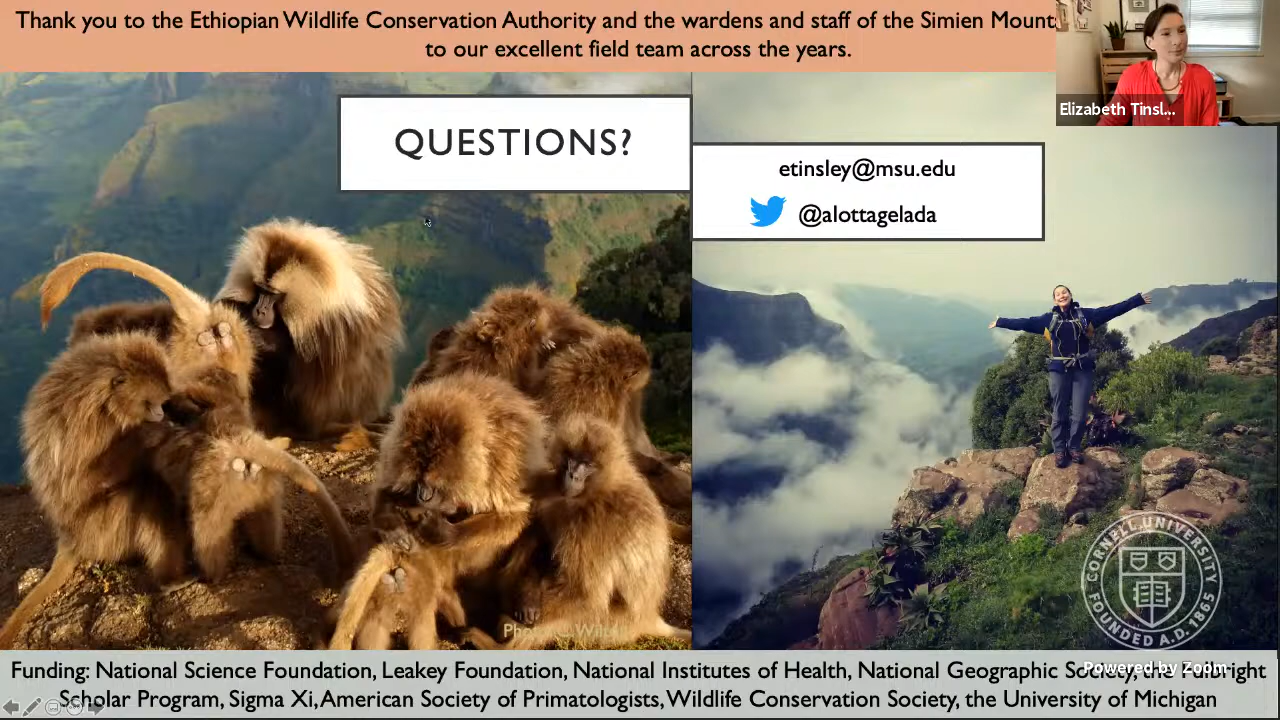 Thank you to the Ethiopian Wildlife Conservation Authority and the wardens and staff of the Simien
to our excellent field team across the years.
Elizabeth Tinsl...
QUESTIONS?
etinsley@msu.edu
@alottagelada
CORNELL UNIVERSITY
FOUNDED A.D. 1865
Funding: National Science Foundation, Leakey Foundation, National Institutes of Health, National Geographic Society, the Fulbright
Powered by Zoom
Scholar Program, Sigma Xi, American Society of Primatologists, Wildlife Conservation Society, the University of Michigan